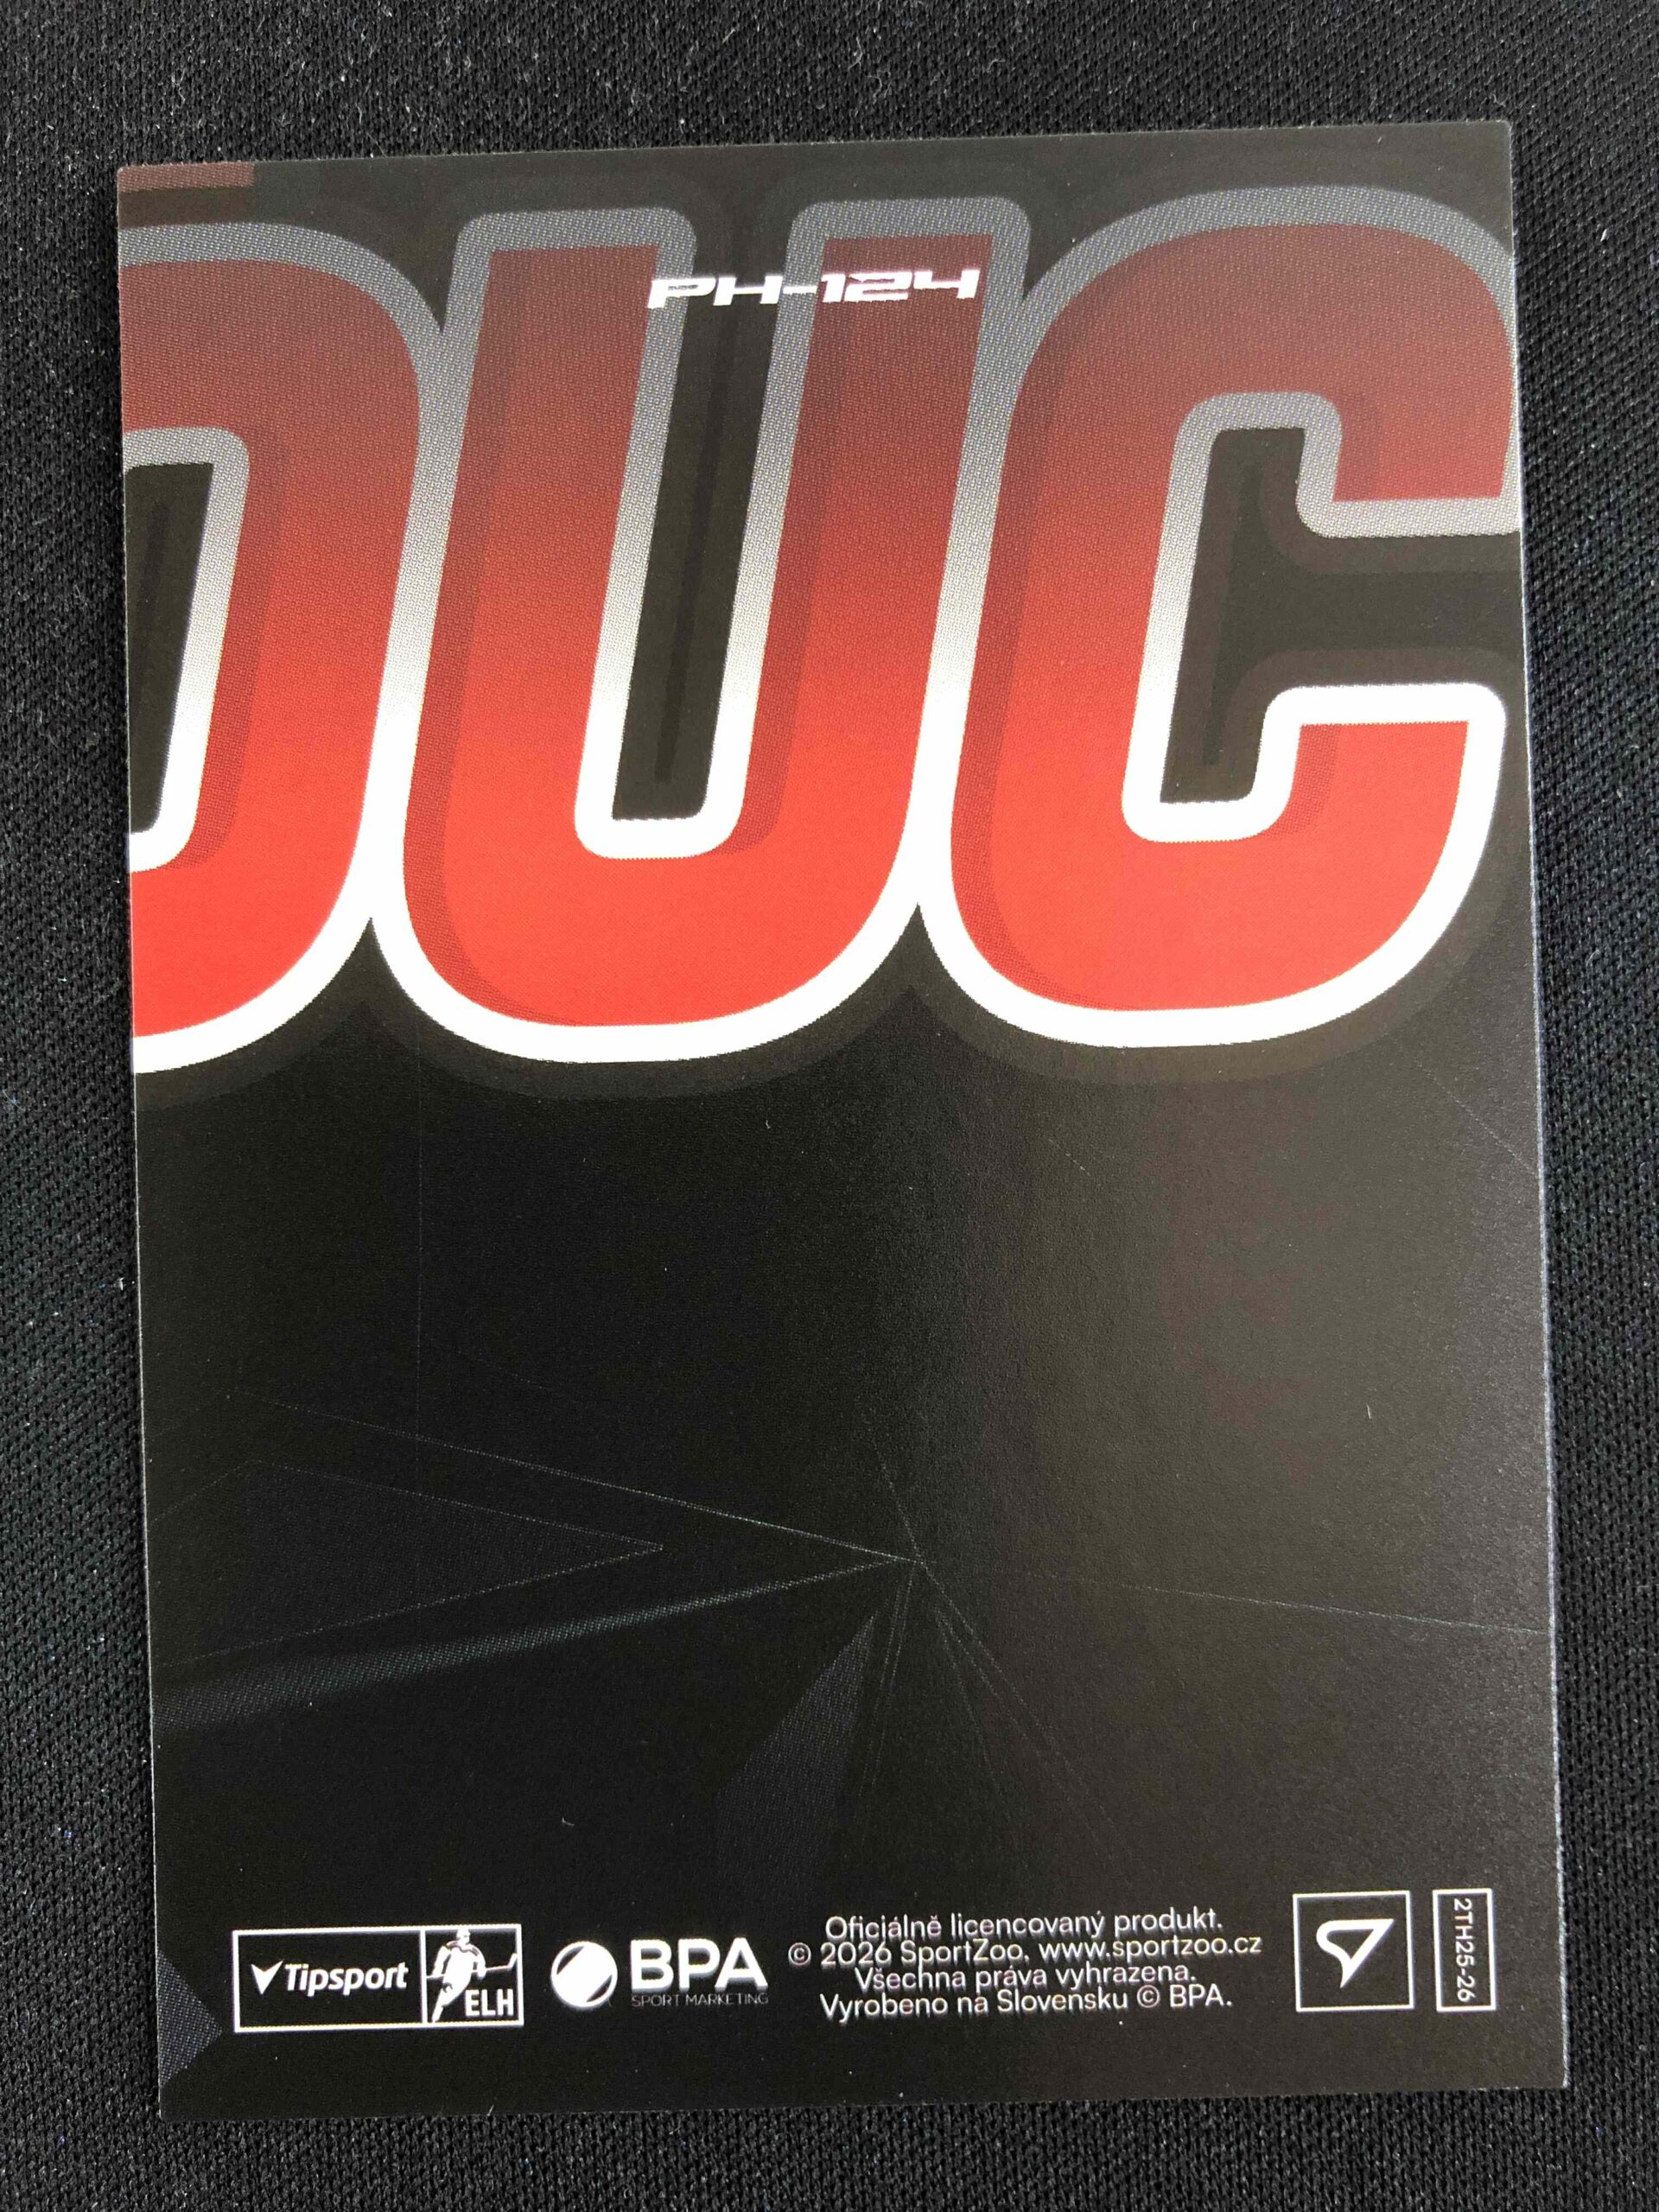 OUC
PH-124
Tipsport
ELH
BPA
SPORT MARKETING
Oficiálně licencovaný produkt.
© 2026 SportZoo. www.sportzoo.cz
Všechna práva vyhrazena.
Vyrobeno na Slovensku © BPA.
2TH25-26